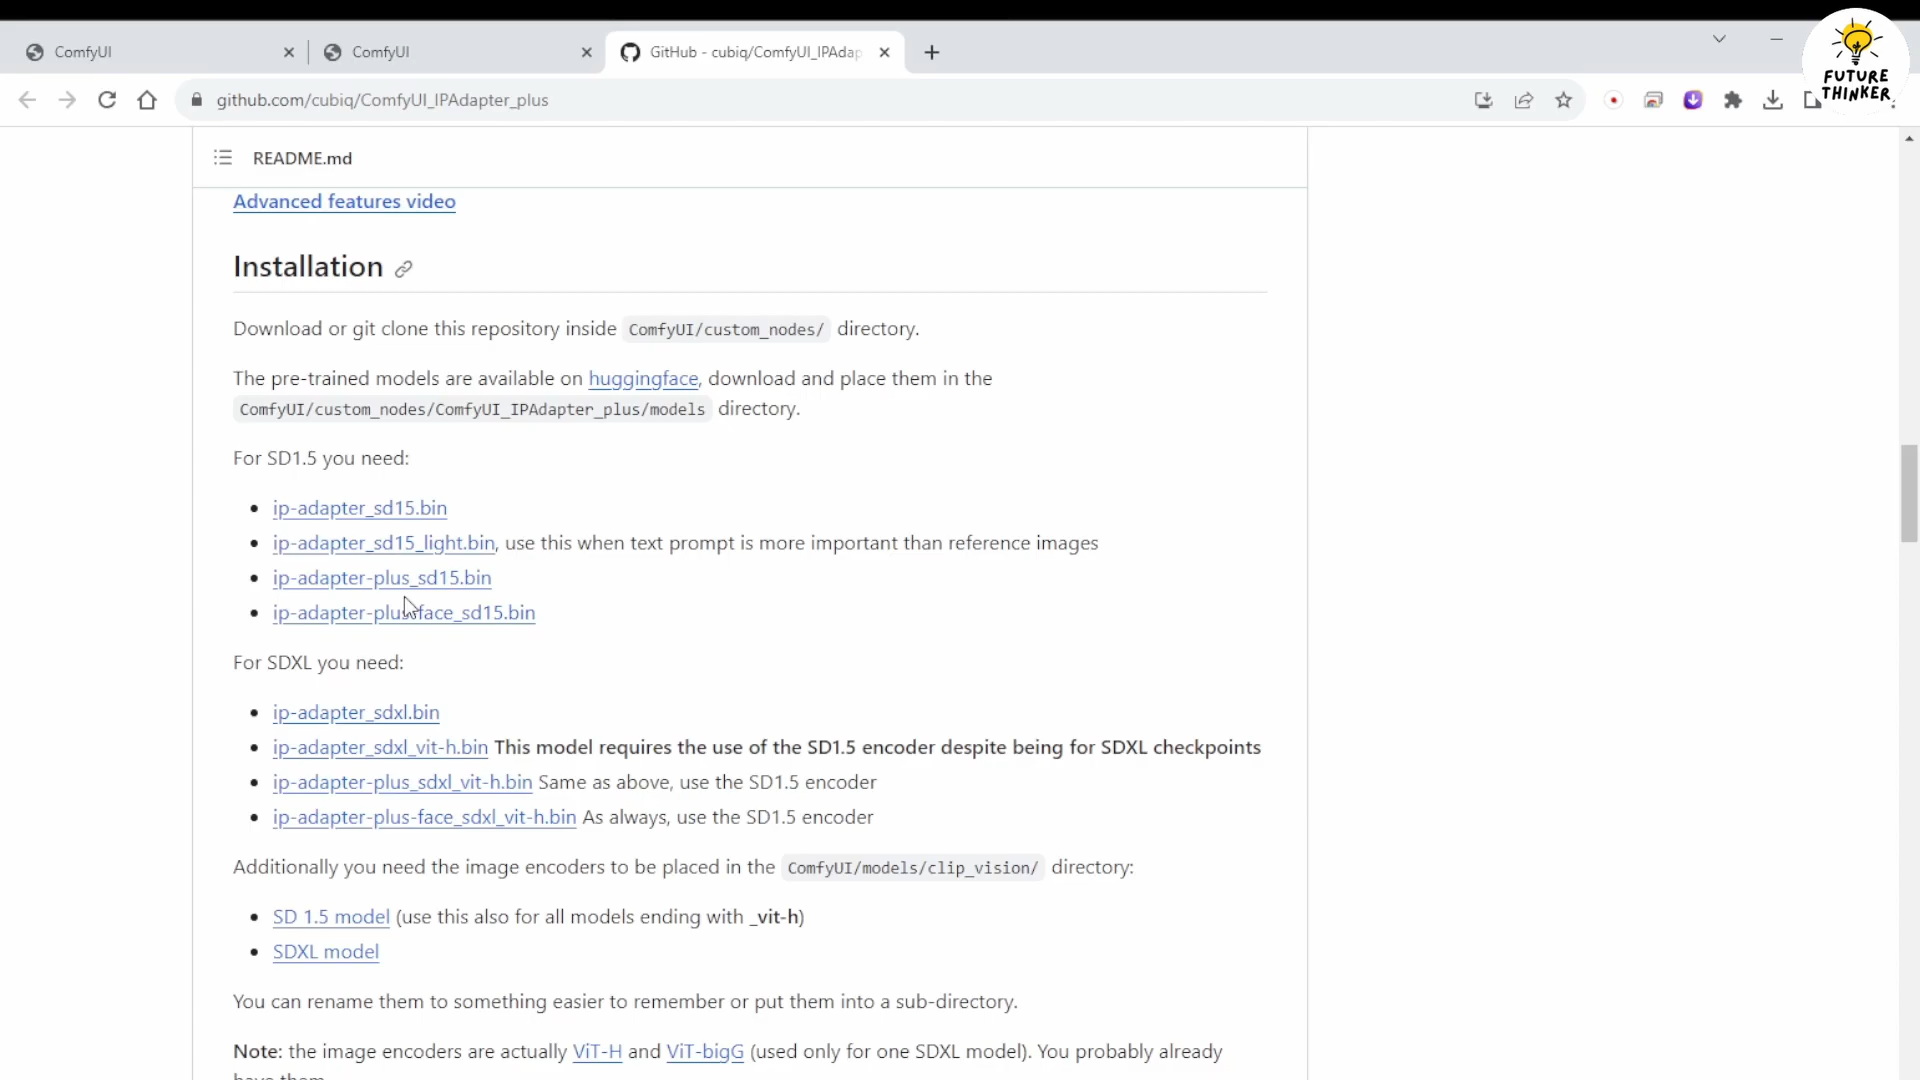 ComfyUI
ComfyUI
GitHub - cubiq/ComfyUI_IPAdap
FUTURE
THINKER
github.com/cubiq/ComfyUI_IPAdapter_plus
README.md
Advanced features video
Installation
Download or git clone this repository inside ComfyUI/custom_nodes/ directory.
The pre-trained models are available on huggingface, download and place them in the
ComfyUI/custom_nodes/ComfyUI_IPAdapter_plus/models directory.
For SD1.5 you need:
ip-adapter_sd15.bin
ip-adapter_sd15_light.bin, use this when text prompt is more important than reference images
ip-adapter-plus_sd15.bin
ip-adapter-plus-face_sd15.bin
For SDXL you need:
ip-adapter_sdxl.bin
ip-adapter_sdxl_vit-h.bin This model requires the use of the SD1.5 encoder despite being for SDXL checkpoints
ip-adapter-plus_sdxl_vit-h.bin Same as above, use the SD1.5 encoder
ip-adapter-plus-face_sdxl_vit-h.bin As always, use the SD1.5 encoder
Additionally you need the image encoders to be placed in the ComfyUI/models/clip_vision/ directory:
SD 1.5 model (use this also for all models ending with _vit-h)
SDXL model
You can rename them to something easier to remember or put them into a sub-directory.
Note: the image encoders are actually ViT-H and ViT-bigG (used only for one SDXL model). You probably already
have them